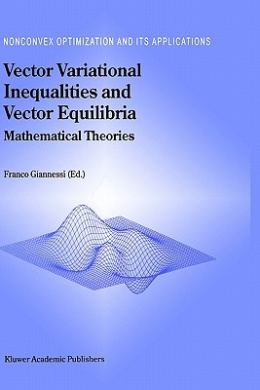 NONCONVEX OPTIMIZATION AND ITS APPLICATIONS
Vector Variational
Inequalities and
Vector Equilibria
Mathematical Theories
Franco Giannessi (Ed.)
Kluwer Academic Publishers